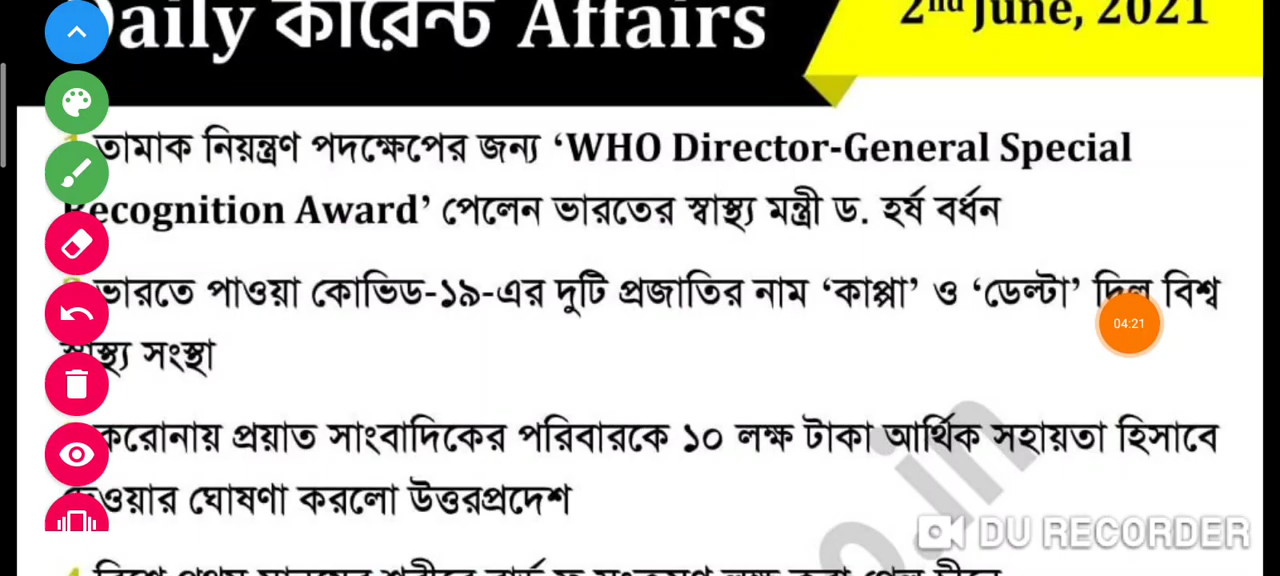 Daily কারেন্ট Affairs
2nd June, 2021
তামাক নিয়ন্ত্রণ পদক্ষেপের জন্য ‘WHO Director-General Special
Recognition Award’ পেলেন ভারতের স্বাস্থ্য মন্ত্রী ড. হর্ষ বর্ধন
ভারতে পাওয়া কোভিড-১৯-এর দুটি প্রজাতির নাম ‘কাপ্পা’ ও ‘ডেল্টা’ দিল বিশ্ব
স্বাস্থ্য সংস্থা
04:21
করোনায় প্রয়াত সাংবাদিকের পরিবারকে ১০ লক্ষ টাকা আর্থিক সহায়তা হিসাবে
দেওয়ার ঘোষণা করলো উত্তরপ্রদেশ
DU RECORDER